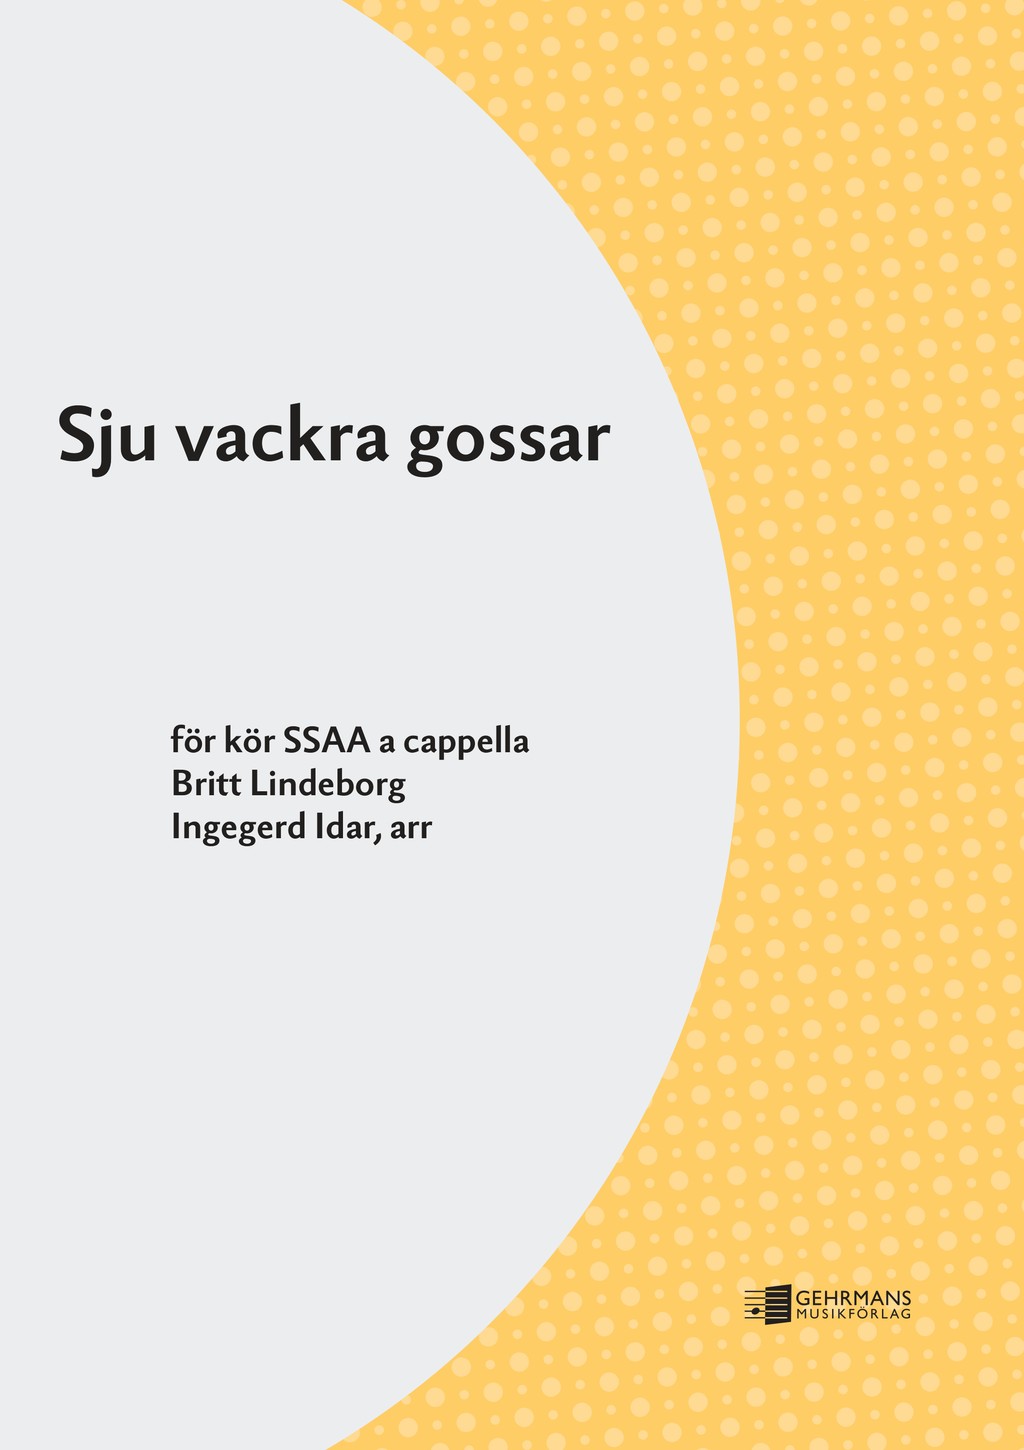 Sju vackra gossar
för kör SSAA a cappella
Britt Lindeborg
Ingegerd Idar, arr
GEHRMANS
MUSIKFÖRLAG